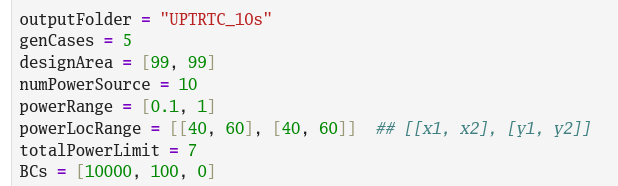 outputFolder = "UPTRTC_10s"
genCases = 5
designArea = [99, 99]
numPowerSource = 10
powerRange = [0.1, 1]
powerLocRange = [[40, 60], [40, 60]]  ## [[x1, x2], [y1, y2]]
totalPowerLimit = 7
BCs = [10000, 100, 0]